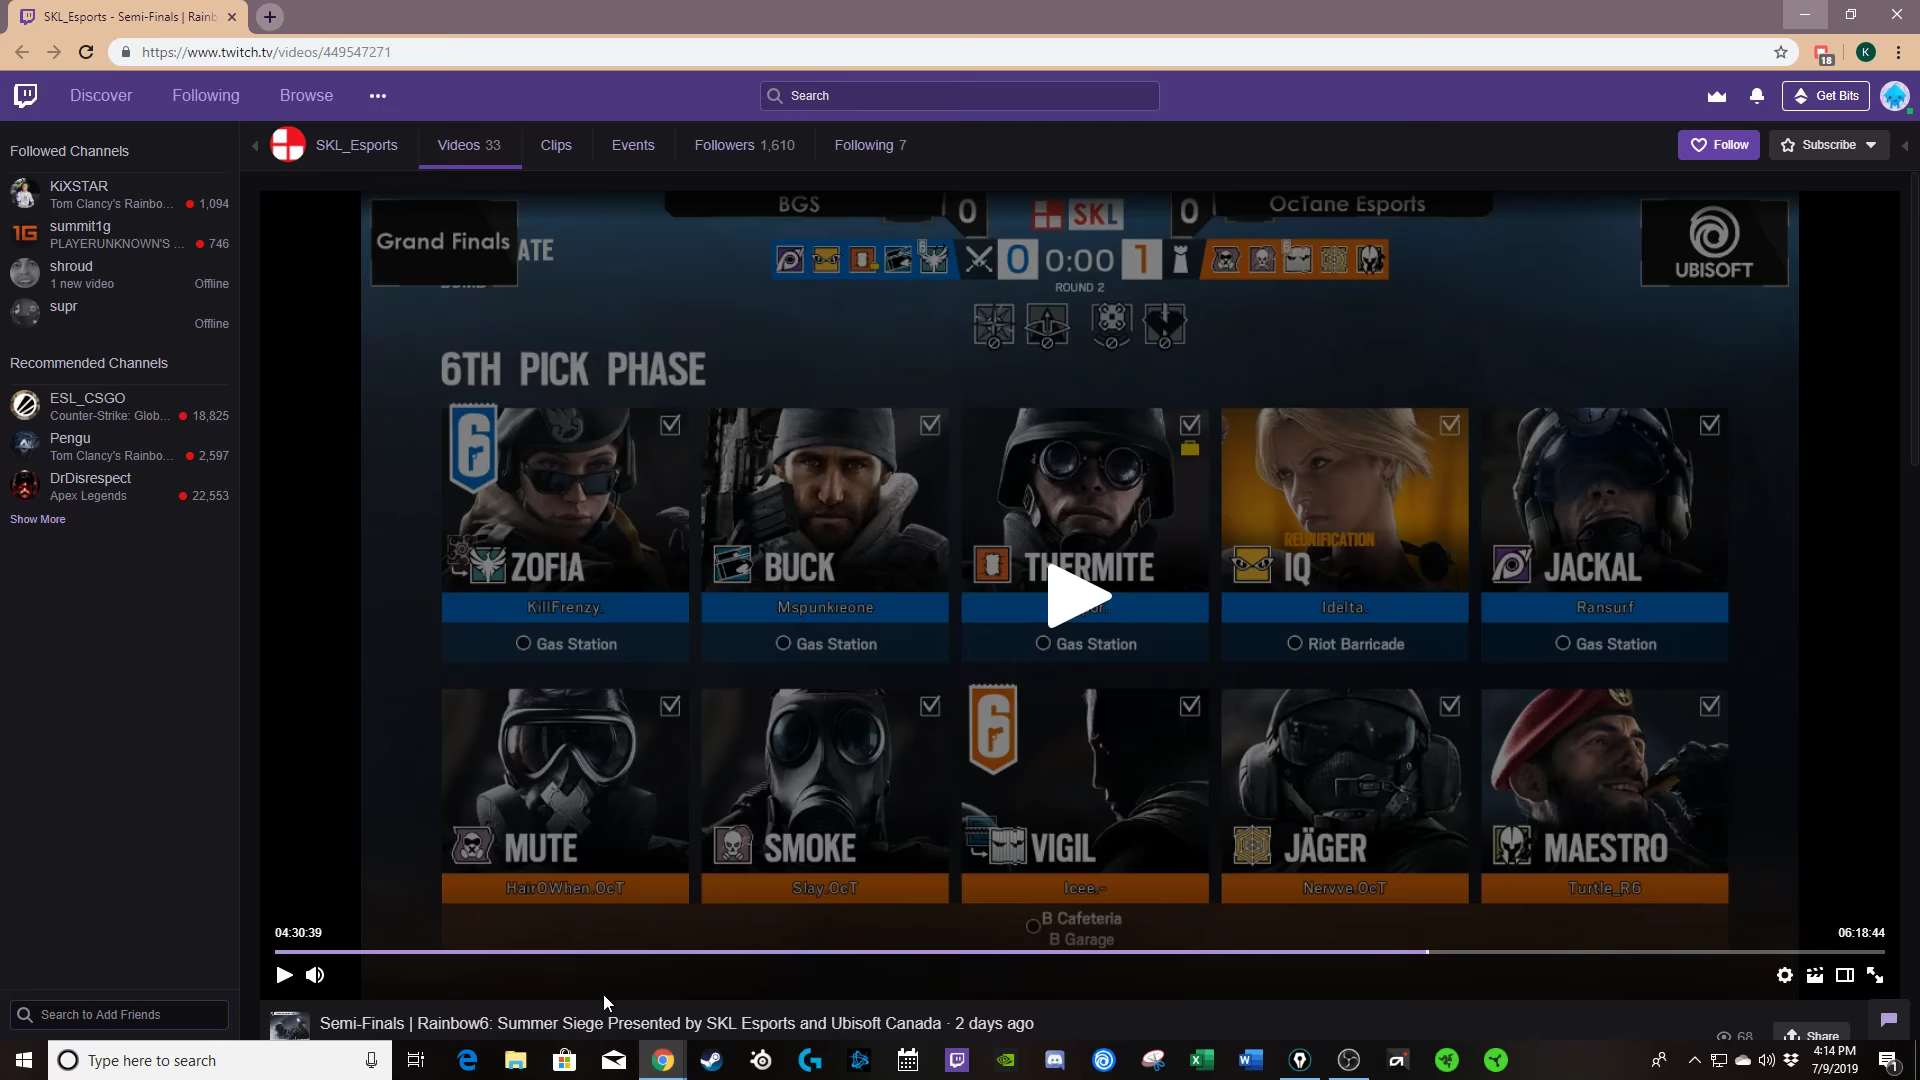 SKL_Esports - Semi-Finals | Rainb
https://www.twitch.tv/videos/449547271
18
K
Discover
Following
Browse
Search
Get Bits
Followed Channels
KiXSTAR
Tom Clancy's Rainbo... 1,094
summit1g
PLAYERUNKNOWN'S ... 746
shroud
1 new video Offline
supr
Offline
Recommended Channels
ESL_CSGO
Counter-Strike: Glob... 18,825
Pengu
Tom Clancy's Rainbo... 2,597
DrDisrespect
Apex Legends 22,553
Show More
Search to Add Friends
SKL_Esports
Videos 33
Clips
Events
Followers 1,610
Following 7
Follow
Subscribe
Grand Finals
ATE
BGS 0 SKL 0 OcTane Esports
0 0:00 1
ROUND 2
UBISOFT
6TH PICK PHASE
ZOFIA
KillFrenzy.
Gas Station
BUCK
Mspunkieone
Gas Station
THERMITE
Gas Station
REUNIFICATION
IQ
Idelta.
Riot Barricade
JACKAL
Ransurf
Gas Station
MUTE
HairOWhen.OcT
SMOKE
Slay.OcT
VIGIL
Icee.-
JÄGER
Nervve.OcT
MAESTRO
Turtle_R6
B Cafeteria
B Garage
04:30:39
06:18:44
Semi-Finals | Rainbow6: Summer Siege Presented by SKL Esports and Ubisoft Canada · 2 days ago
68
Share
Type here to search
4:14 PM
7/9/2019
1